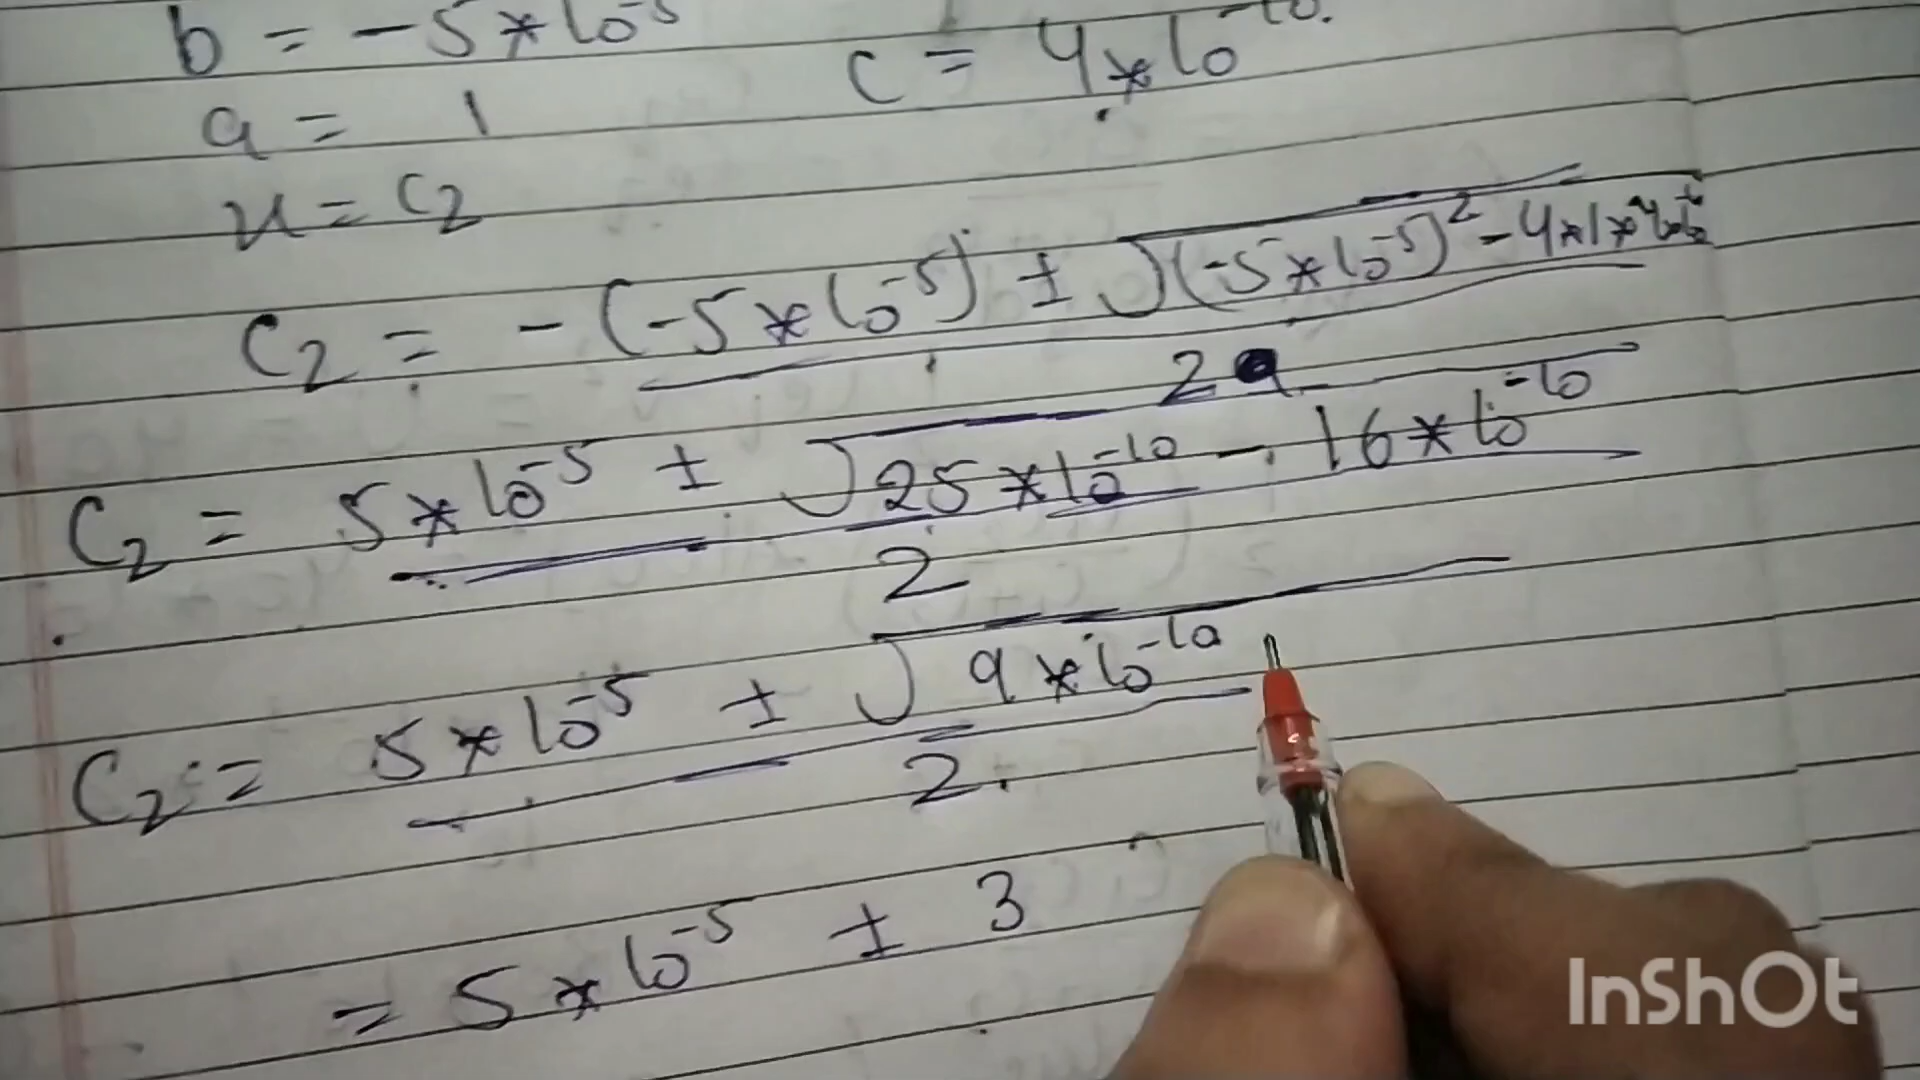 b = -5 * 10^-5
c = 4 * 10^-10.
a = 1
x = C₂
C₂ = -(-5 * 10^-5) ± √(-5 * 10^-5)² - 4*1*4*10^-10
2a
C₂ = 5 * 10^-5 ± √25 * 10^-10 - 16 * 10^-10
2
C₂ = 5 * 10^-5 ± √9 * 10^-10
2
= 5 * 10^-5 ± 3
InShOt